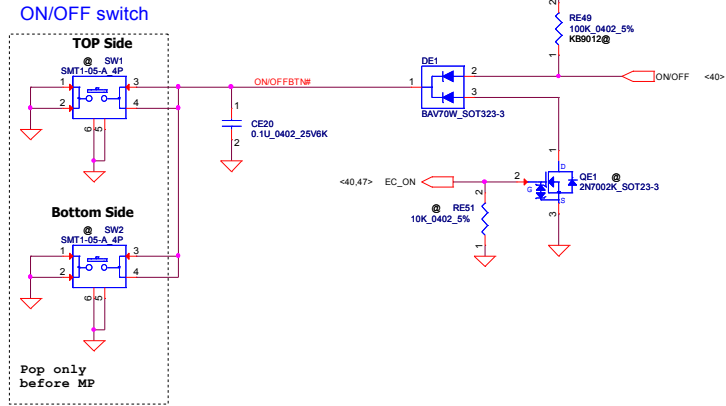 ON/OFF switch
TOP Side
@ SW1
SMT1-05-A_4P
1
2
3
4
6
5
ON/OFFBTN#
1
CE20
0.1U_0402_25V6K
2
DE1
1
2
3
BAV70W_SOT323-3
2
RE49
100K_0402_5%
KB9012@
1
ON/OFF <40>
<40,47> EC_ON
2
@ RE51
10K_0402_5%
1
2
G
1
D
S
3
@
QE1
2N7002K_SOT23-3
Bottom Side
@ SW2
SMT1-05-A_4P
1
2
3
4
6
5
Pop only
before MP